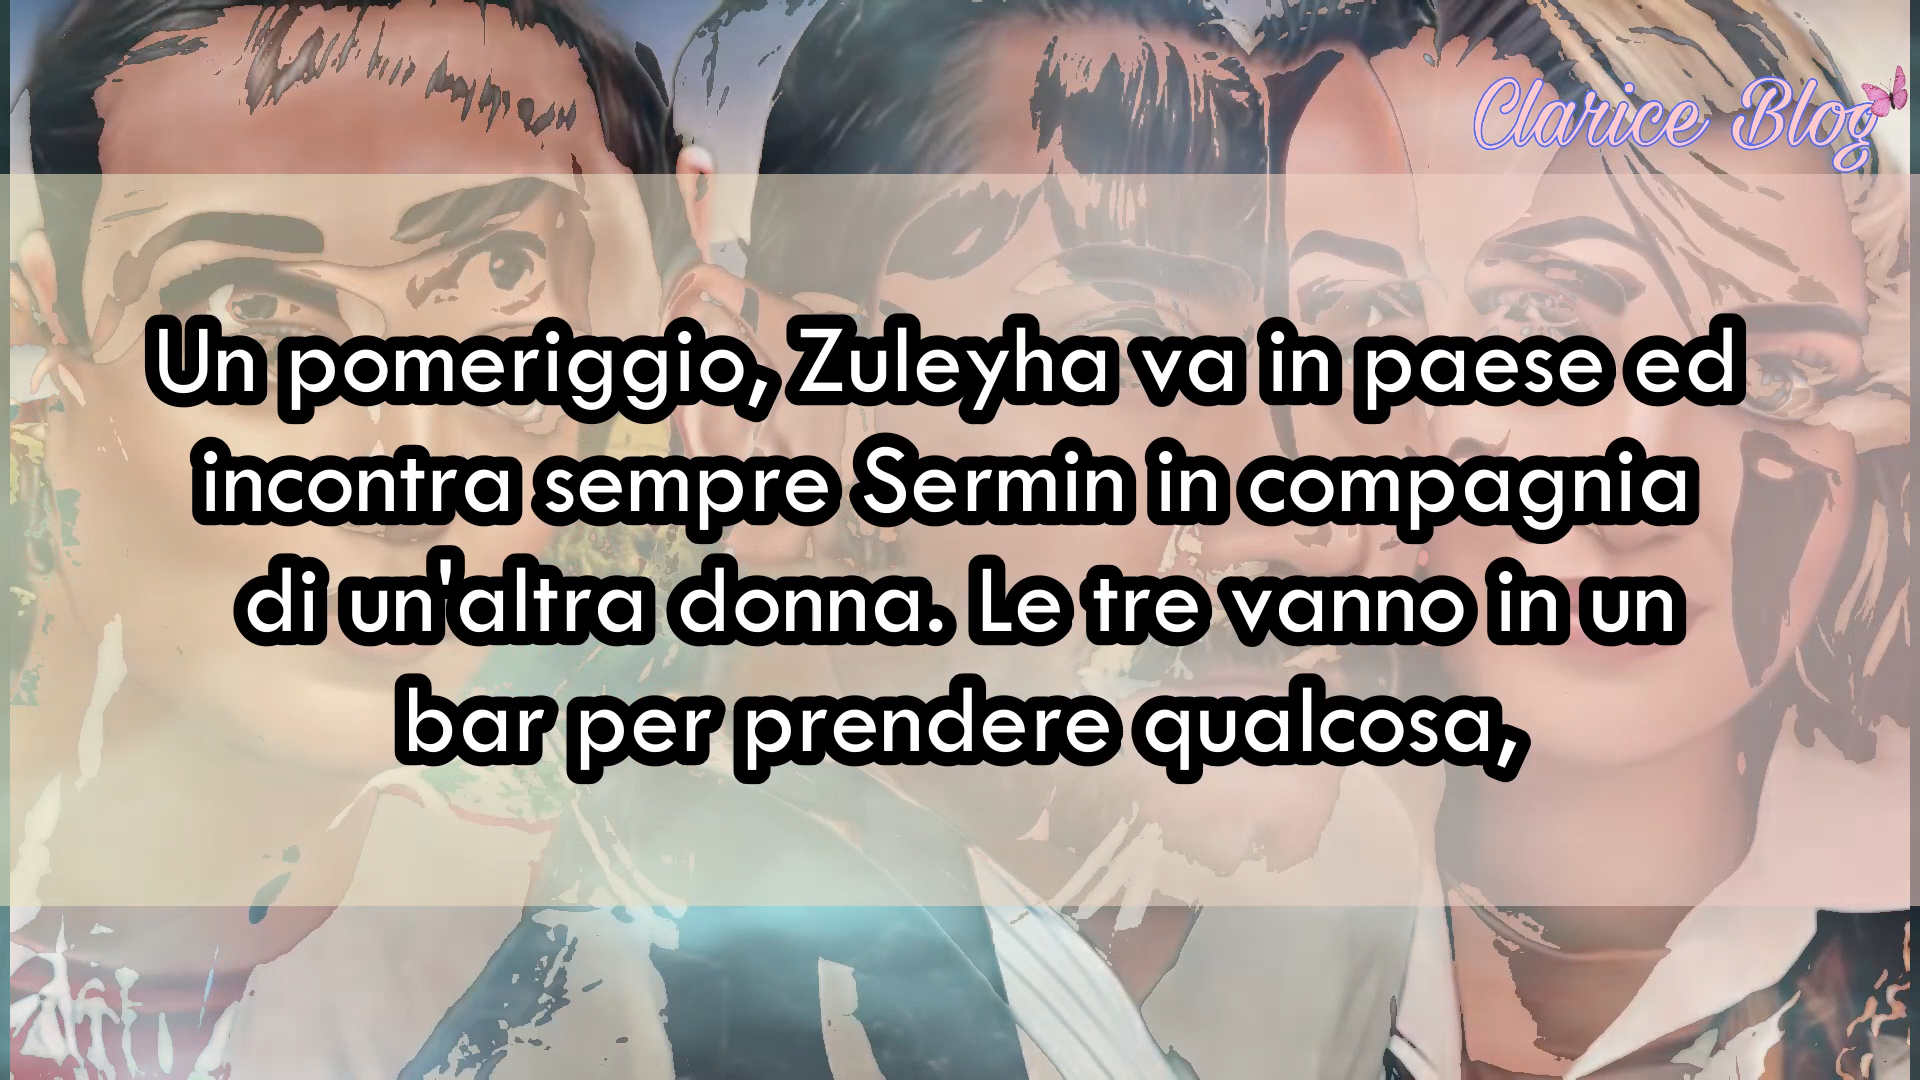 Clarice Blog
Un pomeriggio, Zuleyha va in paese ed
incontra sempre Sermin in compagnia
di un'altra donna. Le tre vanno in un
bar per prendere qualcosa,